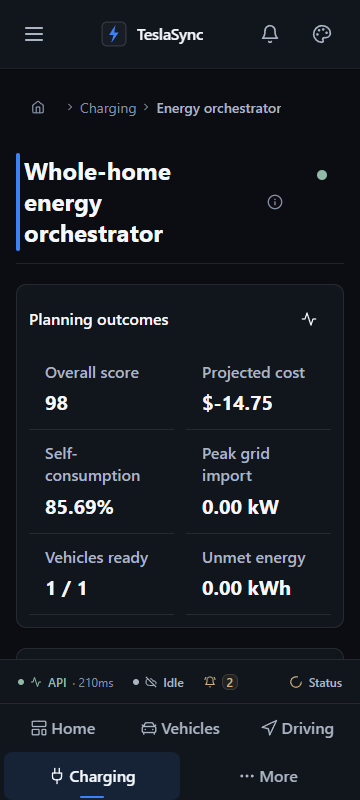 TeslaSync
Charging
Energy orchestrator
Whole-home
energy
orchestrator
Planning outcomes
Overall score
98
Projected cost
$-14.75
Self-
consumption
85.69%
Peak grid
import
0.00 kW
Vehicles ready
1 / 1
Unmet energy
0.00 kWh
API · 210ms
Idle
2
Status
Home
Vehicles
Driving
Charging
More